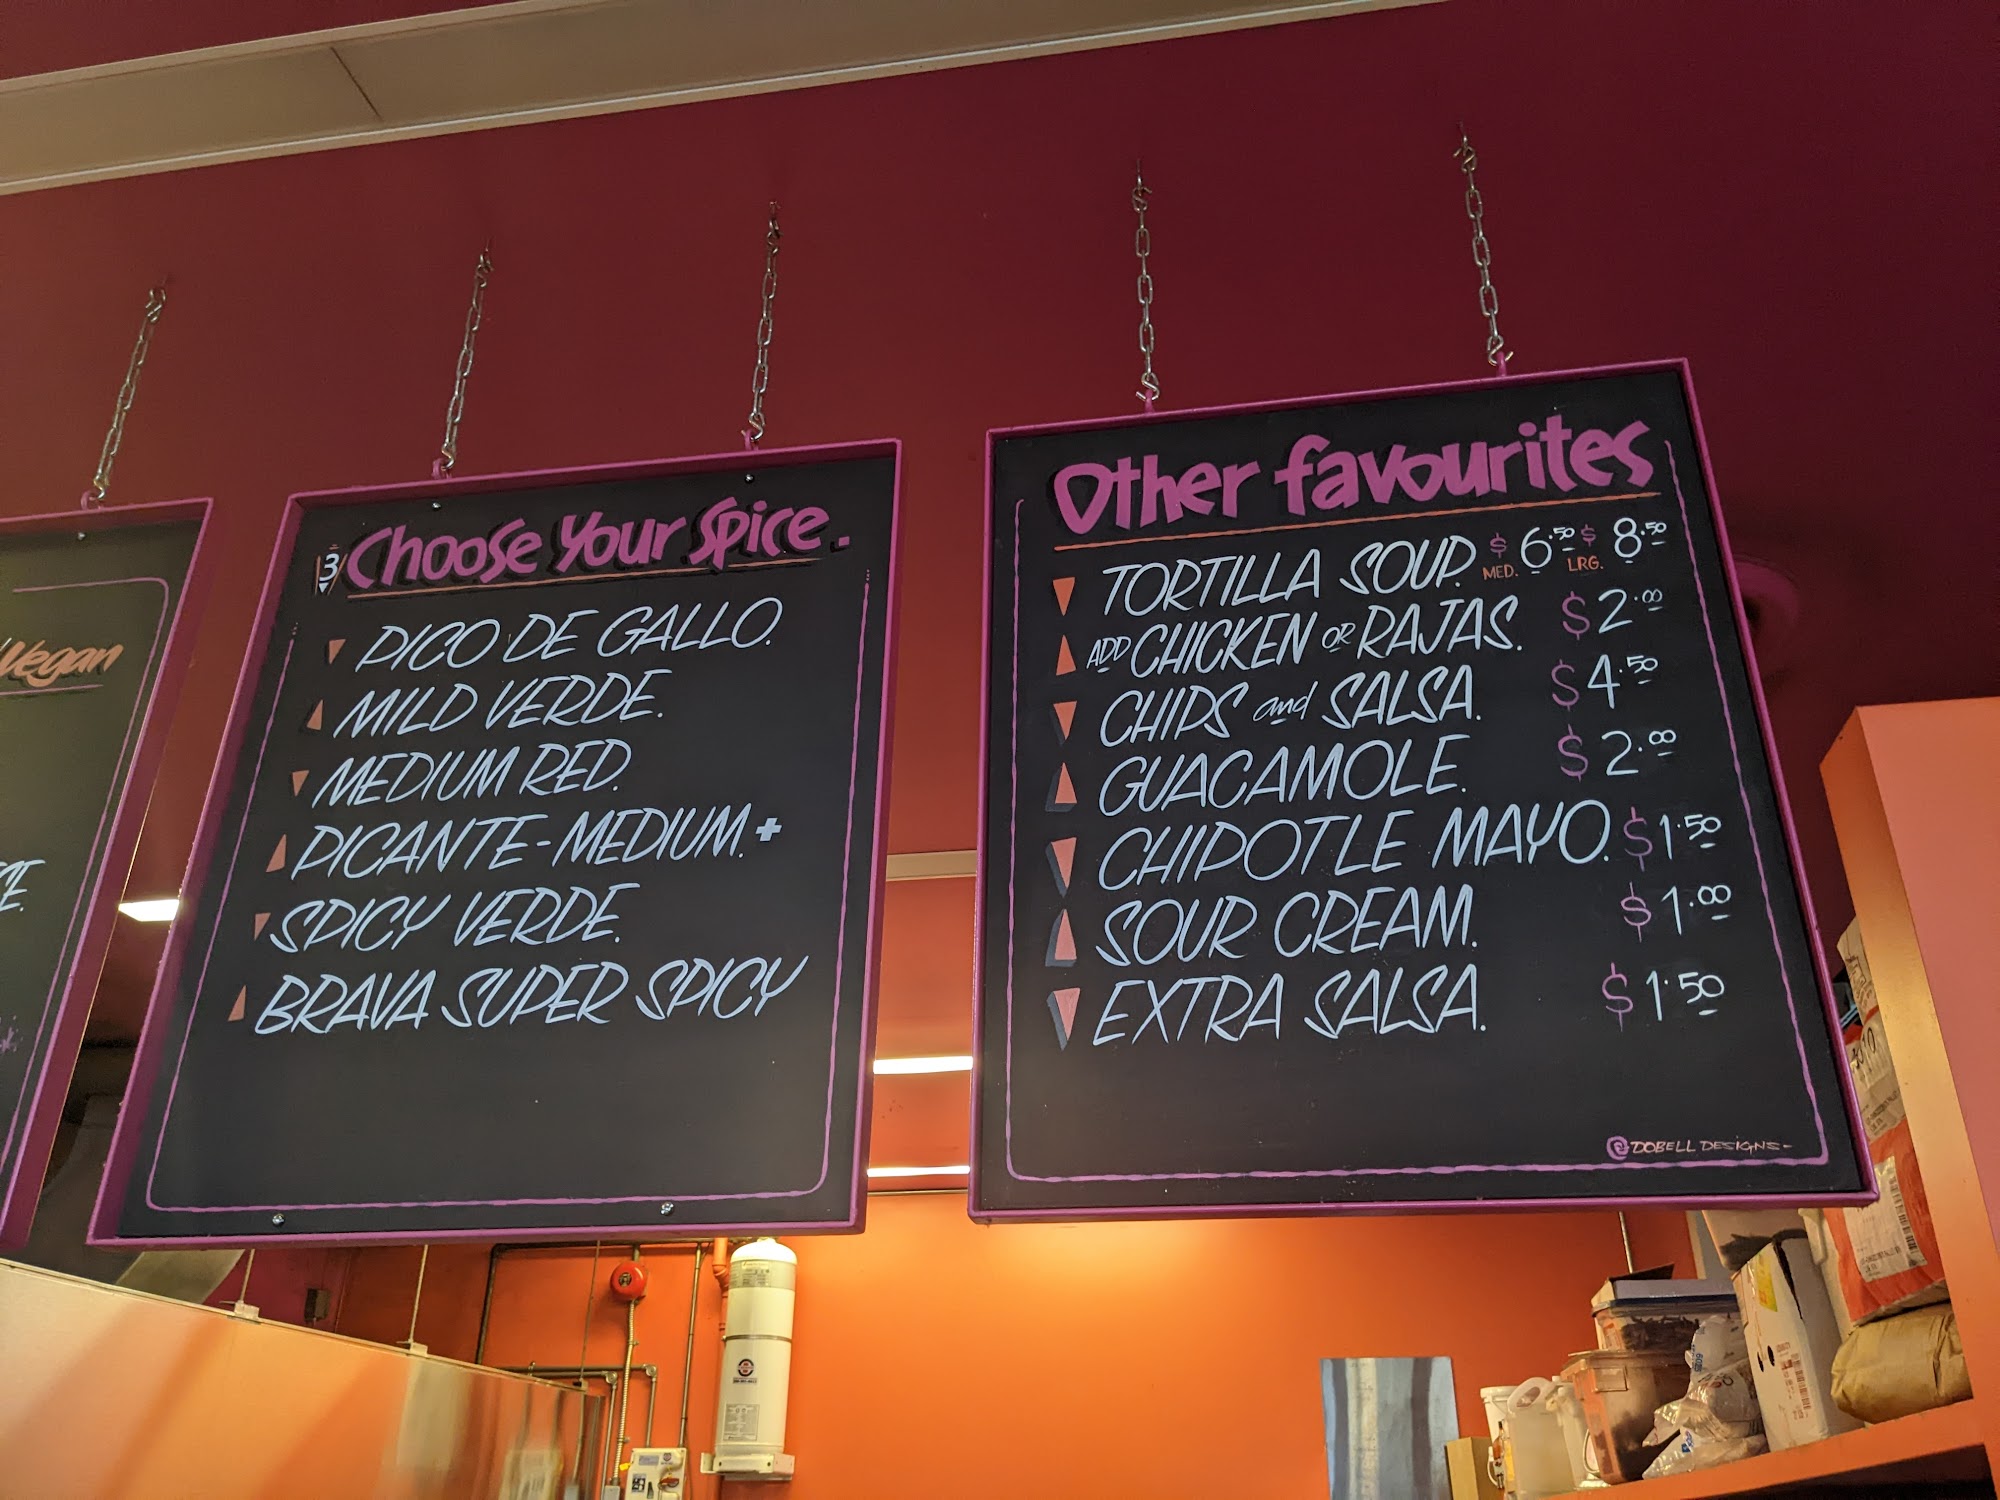 Vegan
3 Choose Your Spice.
PICO DE GALLO.
MILD VERDE.
MEDIUM RED.
PICANTE-MEDIUM.+
SPICY VERDE.
BRAVA SUPER SPICY
Other favourites
TORTILLA SOUP. $ MED. 6.50 $ LRG. 8.50
ADD CHICKEN OR RAJAS. $2.00
CHIPS and SALSA. $4.50
GUACAMOLE. $2.00
CHIPOTLE MAYO. $1.50
SOUR CREAM. $1.00
EXTRA SALSA. $1.50
@DOBELL DESIGNS-